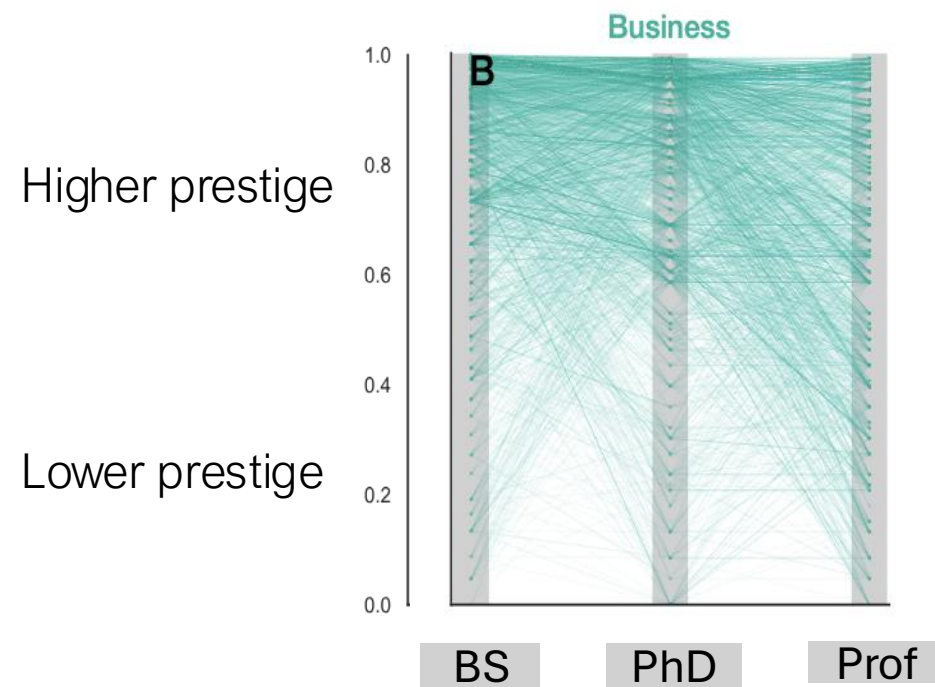 Business
1.0
B
0.8
Higher prestige
0.6
0.4
Lower prestige
0.2
0.0
BS
PhD
Prof